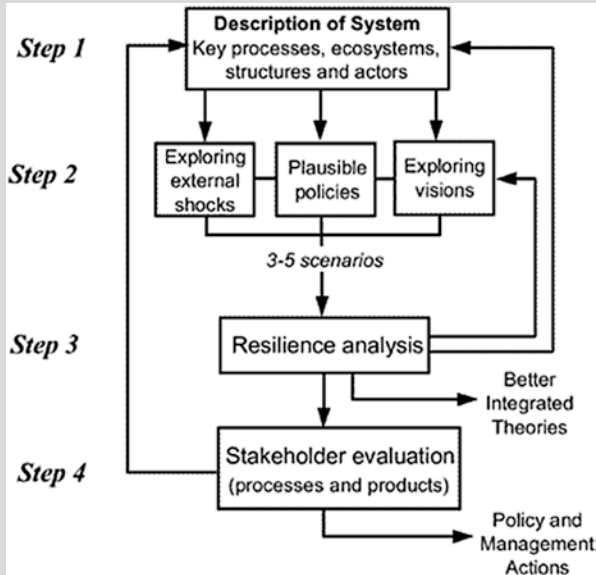 Step 1
Description of System
Key processes, ecosystems,
structures and actors
Step 2
Exploring
external
shocks
Plausible
policies
Exploring
visions
3-5 scenarios
Step 3
Resilience analysis
Better
Integrated
Theories
Step 4
Stakeholder evaluation
(processes and products)
Policy and
Management
Actions